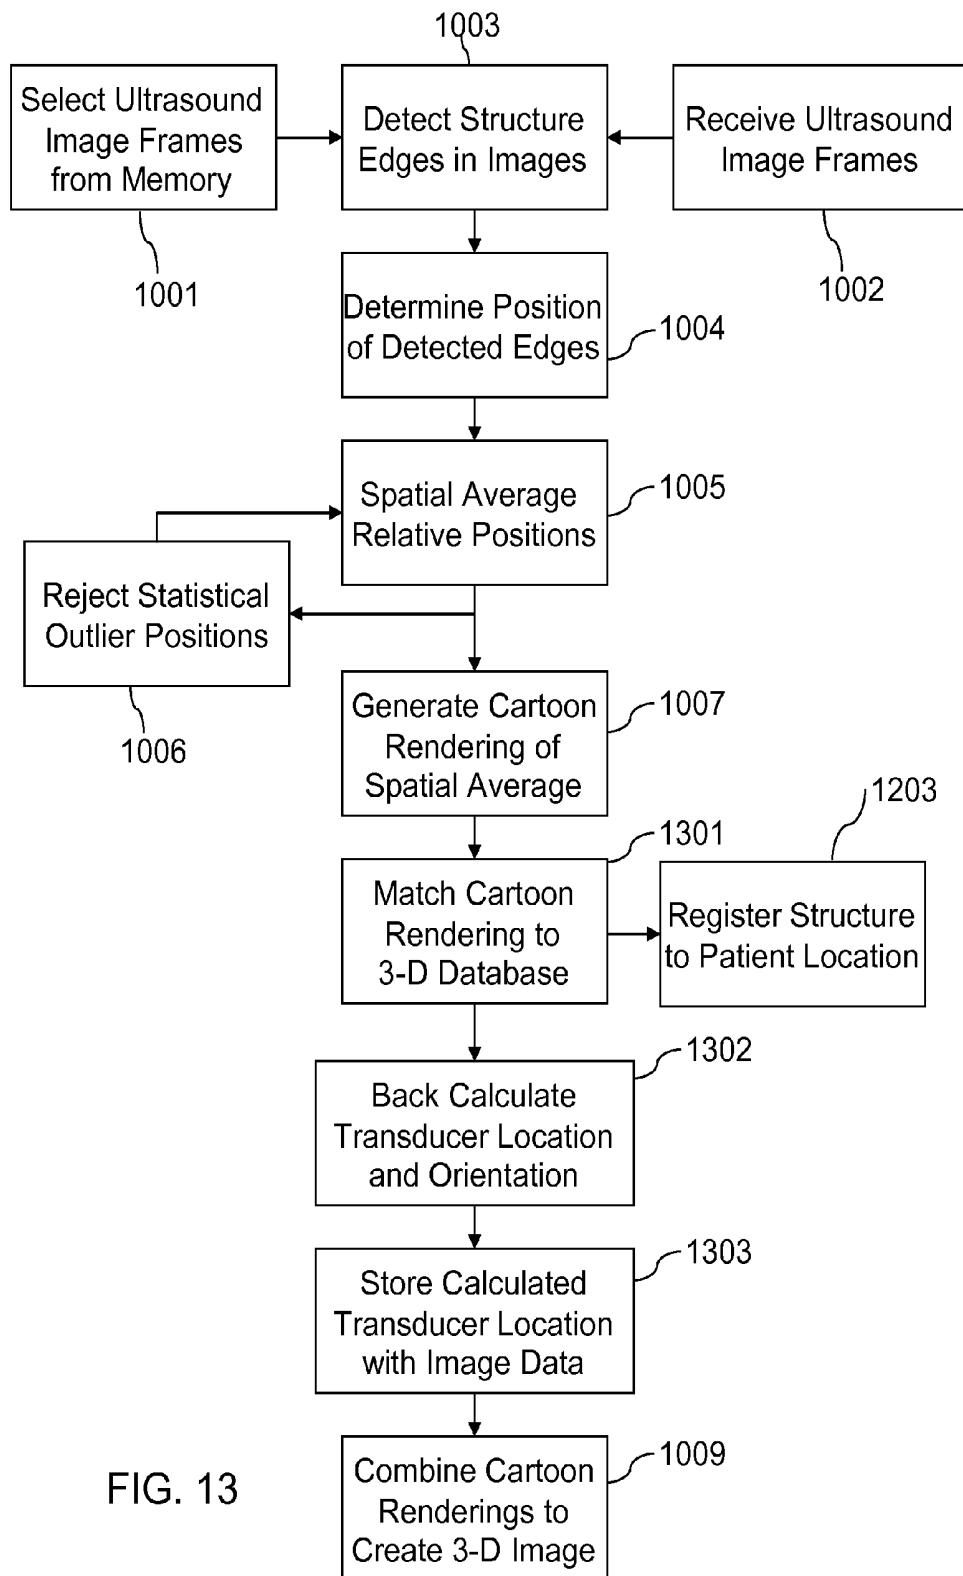 1003
Select Ultrasound
Image Frames
from Memory
1001
Detect Structure
Edges in Images
Receive Ultrasound
Image Frames
1002
Determine Position
of Detected Edges
1004
Spatial Average
Relative Positions
1005
Reject Statistical
Outlier Positions
1006
Generate Cartoon
Rendering of
Spatial Average
1007
1203
1301
Match Cartoon
Rendering to
3-D Database
Register Structure
to Patient Location
1302
Back Calculate
Transducer Location
and Orientation
1303
Store Calculated
Transducer Location
with Image Data
1009
Combine Cartoon
Renderings to
Create 3-D Image
FIG. 13